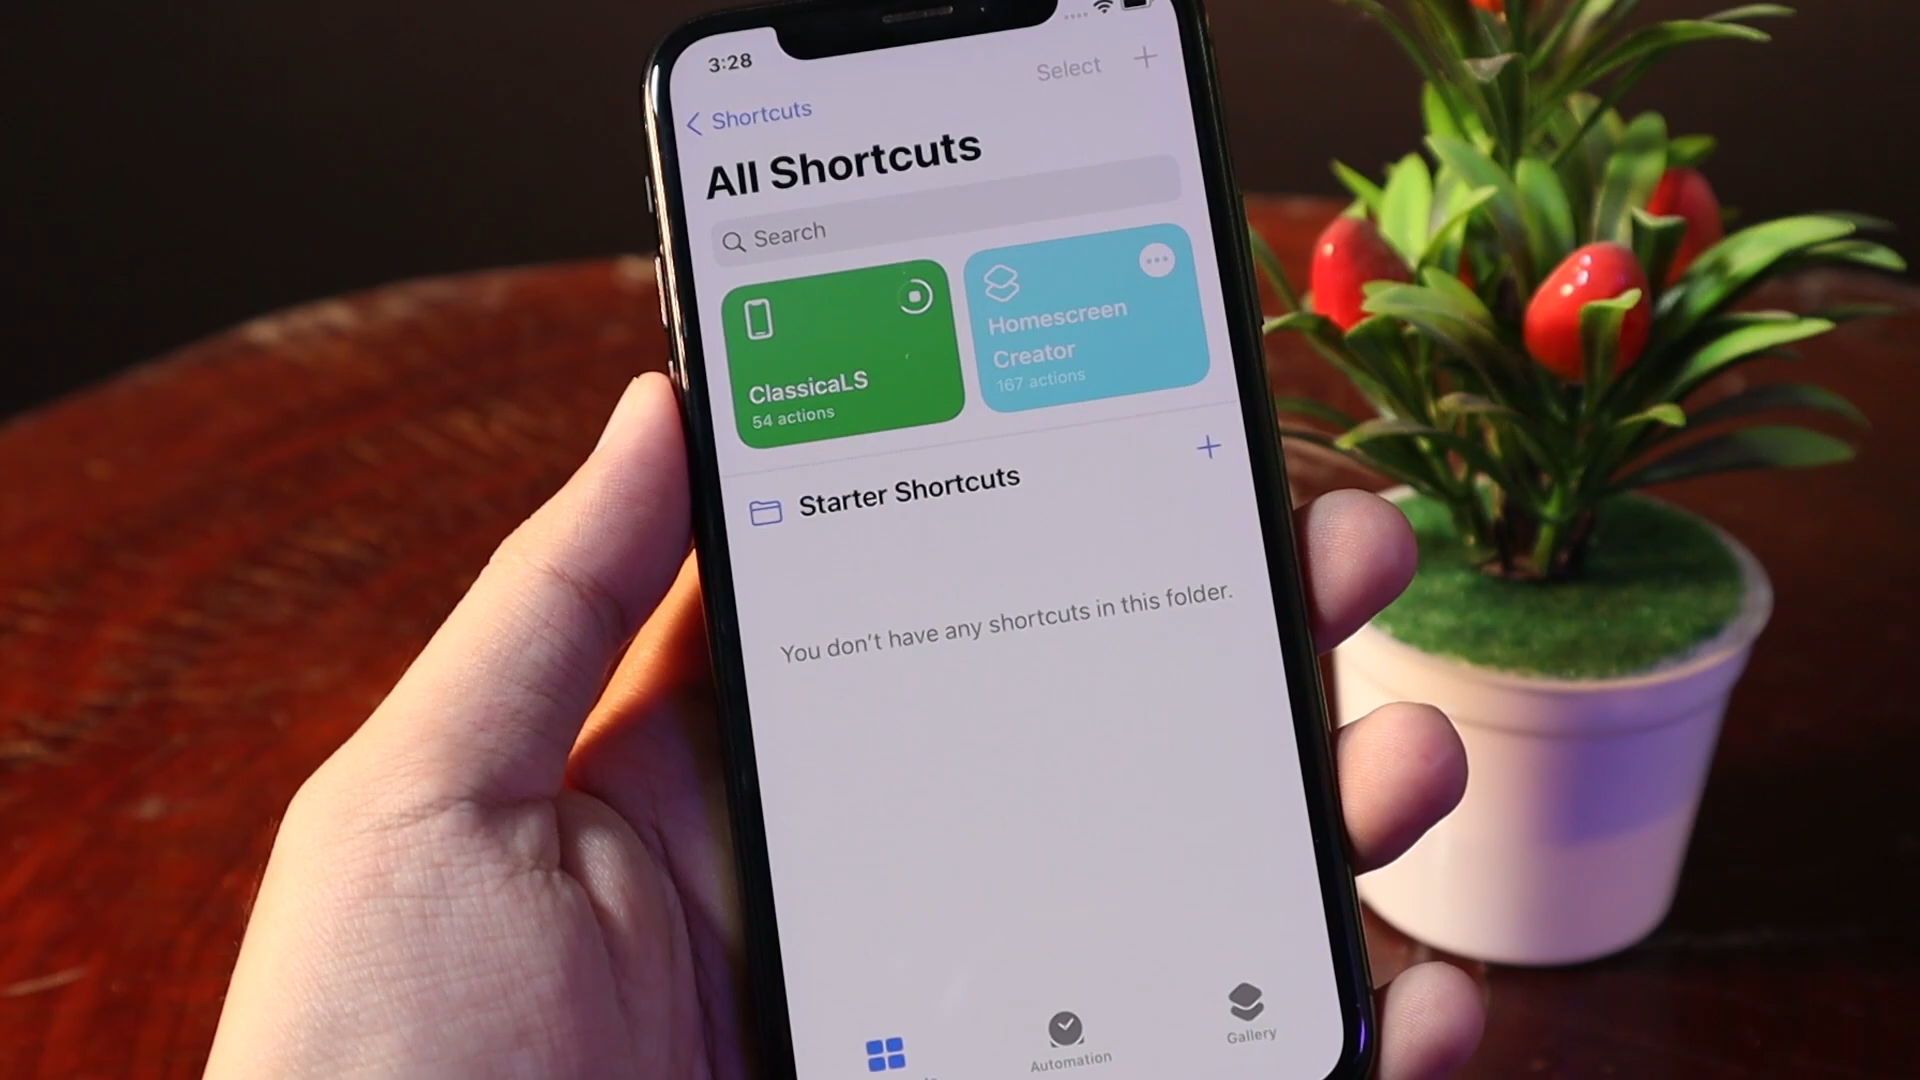 3:28
Select
Shortcuts
All Shortcuts
Search
ClassicaLS
54 actions
Homescreen
Creator
167 actions
Starter Shortcuts
You don't have any shortcuts in this folder.
Automation
Gallery